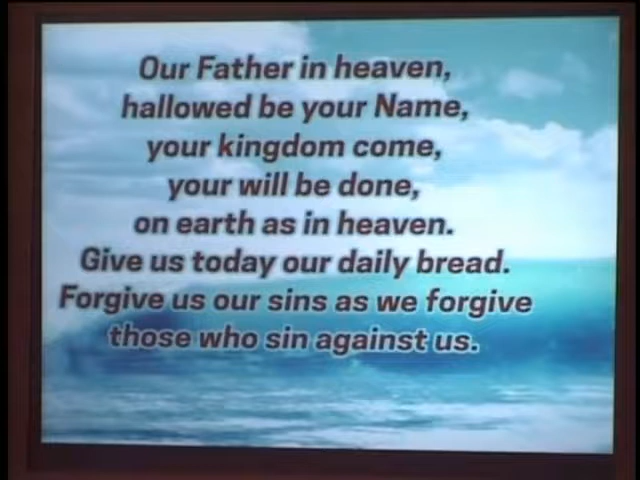 Our Father in heaven,
hallowed be your Name,
your kingdom come,
your will be done,
on earth as in heaven.
Give us today our daily bread.
Forgive us our sins as we forgive
those who sin against us.